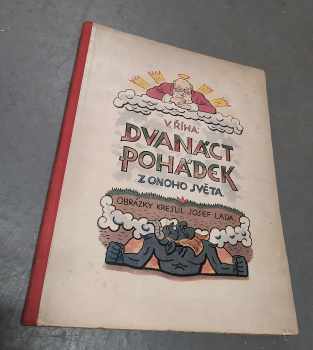 V. ŘÍHA:
DVANÁCT
POHÁDEK
Z ONOHO SVĚTA
OBRÁZKY KRESLIL JOSEF LADA